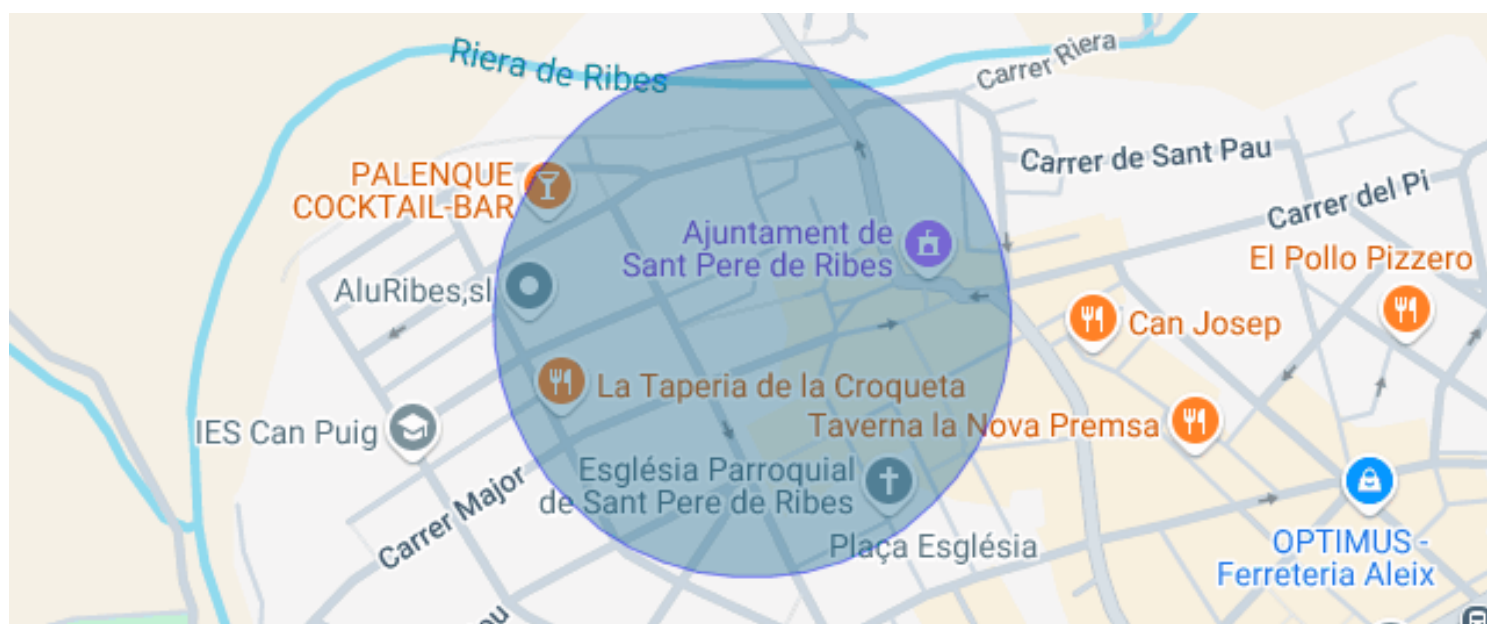 Riera de Ribes
Carrer Riera
PALENQUE
COCKTAIL-BAR
Carrer de Sant Pau
Carrer del Pi
Ajuntament de
Sant Pere de Ribes
El Pollo Pizzero
AluRibes,sl
Can Josep
La Taperia de la Croqueta
Taverna la Nova Premsa
IES Can Puig
Església Parroquial
de Sant Pere de Ribes
Carrer Major
Plaça Església
OPTIMUS -
Ferreteria Aleix